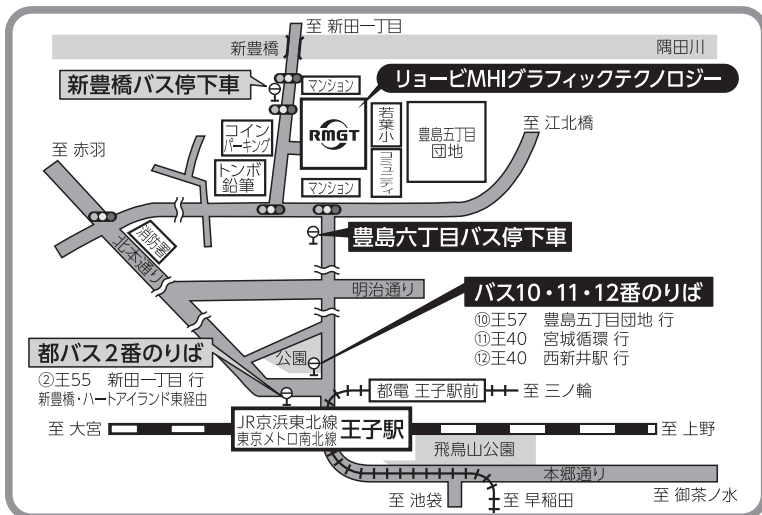 至 新田一丁目
新豊橋
隅田川
新豊橋バス停下車
マンション
リョービMHIグラフィックテクノロジー
コイン
パーキング
RMGT
若葉小
豊島五丁目
団地
至 江北橋
至 赤羽
トンボ
鉛筆
マンション
コミュニティ
消防署
北本通り
豊島六丁目バス停下車
明治通り
バス10・11・12番のりば
⑩王57 豊島五丁目団地 行
⑪王40 宮城循環 行
⑫王40 西新井駅 行
都バス2番のりば
②王55 新田一丁目 行
新豊橋・ハートアイランド東経由
公園
都電 王子駅前
至 三ノ輪
至 大宮
JR京浜東北線
東京メトロ南北線
王子駅
至 上野
飛鳥山公園
本郷通り
至 池袋
至 早稲田
至 御茶ノ水